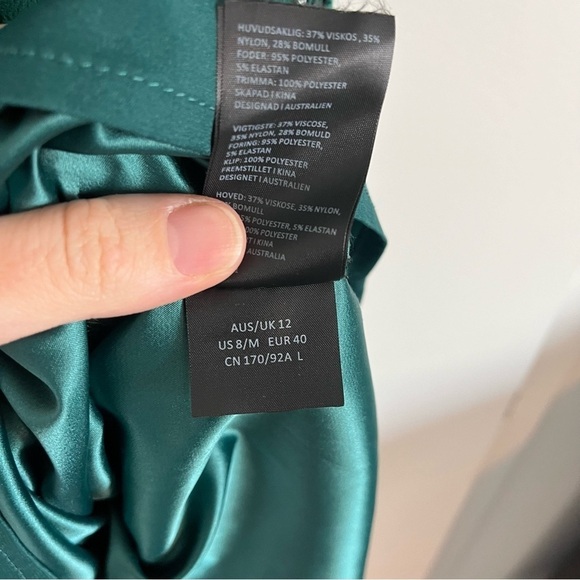 HUVUDSAKLIG: 37% VISKOS, 35%
NYLON, 28% BOMULL
FODER: 95% POLYESTER,
5% ELASTAN
TRIMMA: 100% POLYESTER
SKAPAD I KINA
DESIGNAD I AUSTRALIEN
VIGTIGSTE: 37% VISCOSE,
35% NYLON, 28% BOMULD
FORING: 95% POLYESTER,
5% ELASTAN
KLIP: 100% POLYESTER
FREMSTILLET I KINA
DESIGNET I AUSTRALIEN
HOVED: 37% VISKOSE, 35% NYLON,
BOMULL
POLYESTER, 5% ELASTAN
POLYESTER
I KINA
AUSTRALIA
AUS/UK 12
US 8/M EUR 40
CN 170/92A L